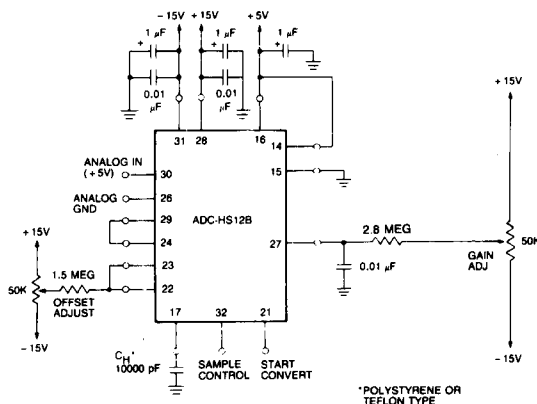 - 15V +15V +5V
1 µF 1 µF 1 µF
+ + +
0.01 µF 0.01 µF
31 28 16
14
15
ANALOG IN (+5V) 30
ANALOG GND 26
ADC-HS12B
29
24
23
22
27
+15V
50K
1.5 MEG
OFFSET ADJUST
- 15V
2.8 MEG
0.01 µF
+ 15V
GAIN ADJ
50K
- 15V
17 32 21
CH*
10000 pF
SAMPLE CONTROL
START CONVERT
*POLYSTYRENE OR
TEFLON TYPE